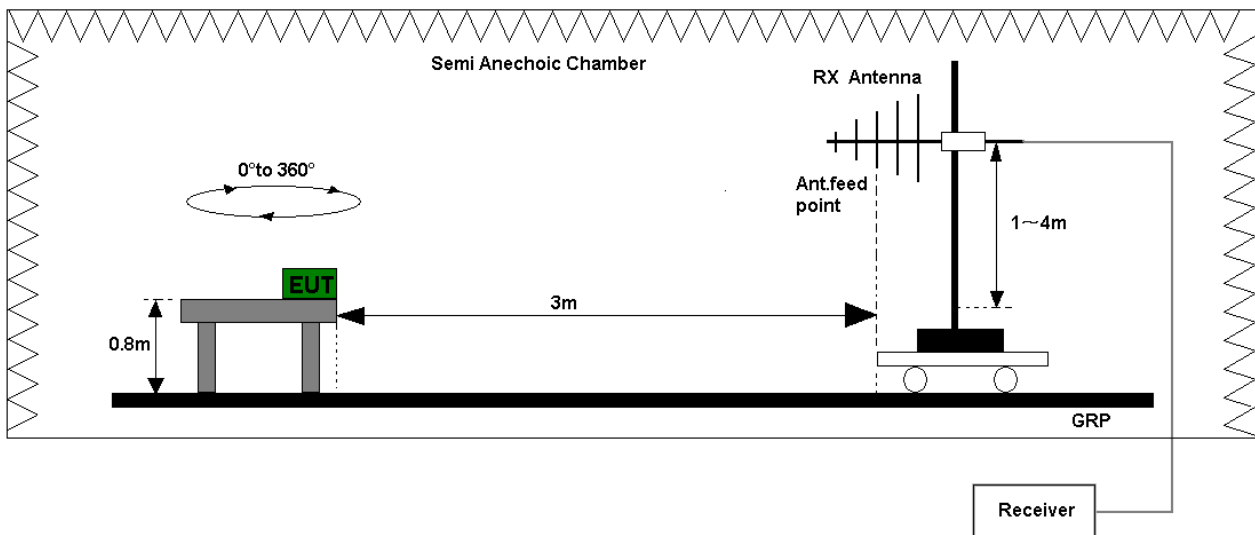 Semi Anechoic Chamber
RX Antenna
0°to 360°
Ant.feed
point
1～4m
EUT
3m
0.8m
GRP
Receiver